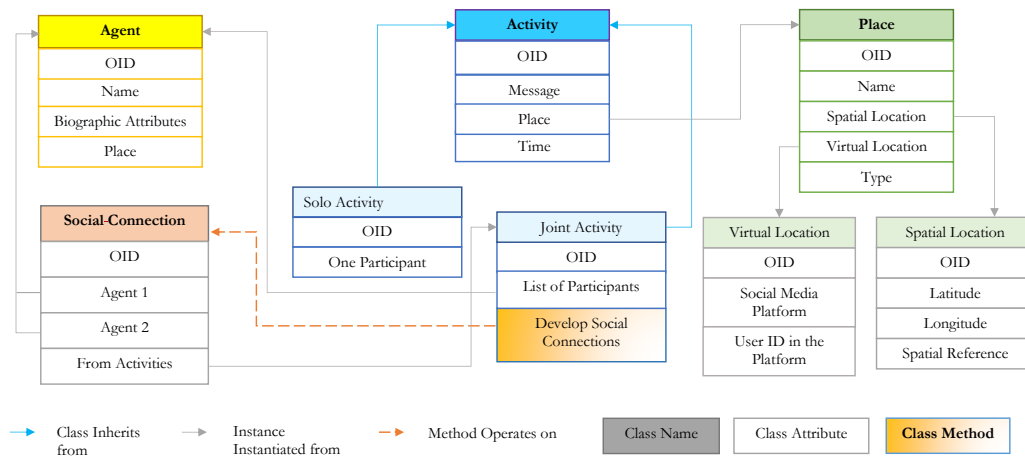 Agent
OID
Name
Biographic Attributes
Place
Activity
OID
Message
Place
Time
Place
OID
Name
Spatial Location
Virtual Location
Type
Social-Connection
OID
Agent 1
Agent 2
From Activities
Solo Activity
OID
One Participant
Joint Activity
OID
List of Participants
Develop Social
Connections
Virtual Location
OID
Social Media
Platform
User ID in the
Platform
Spatial Location
OID
Latitude
Longitude
Spatial Reference
Class Inherits
from
Instance
Instantiated from
Method Operates on
Class Name
Class Attribute
Class Method